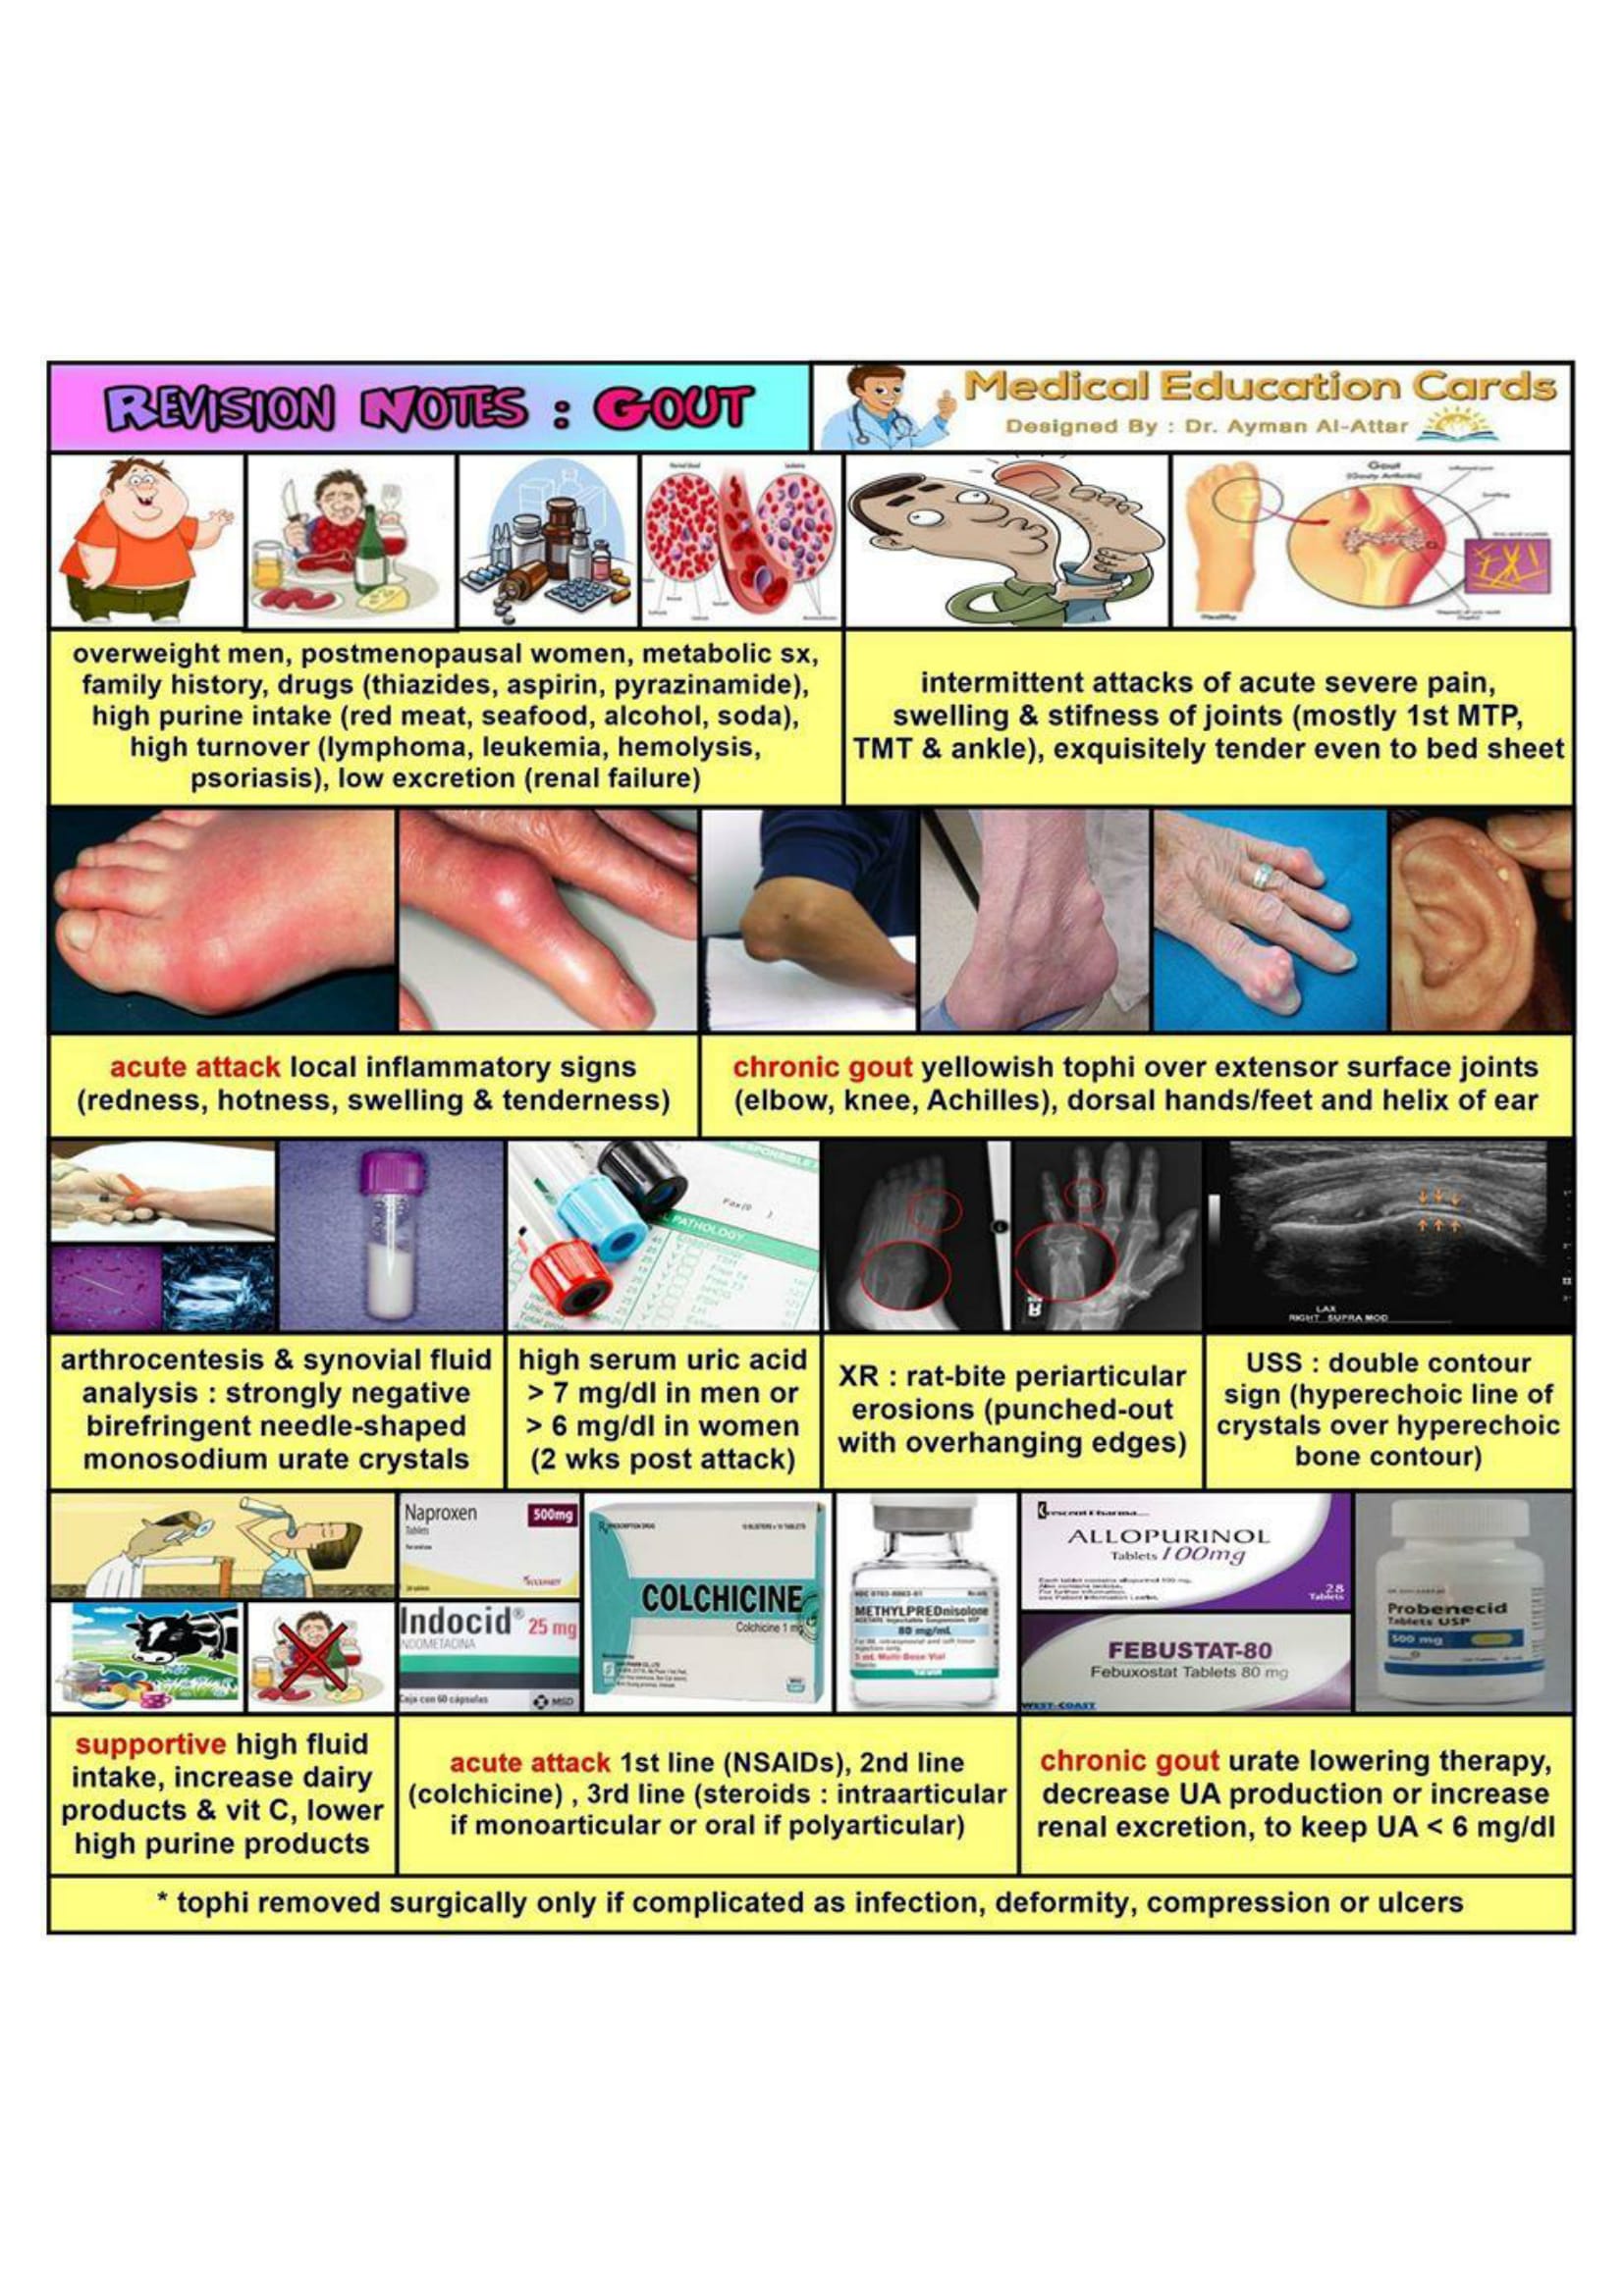 REVISION NOTES : GOUT
Medical Education Cards
Designed By : Dr. Ayman Al-Attar
Gout
(Gouty Arthritis)
Healthy
overweight men, postmenopausal women, metabolic sx,
family history, drugs (thiazides, aspirin, pyrazinamide),
high purine intake (red meat, seafood, alcohol, soda),
high turnover (lymphoma, leukemia, hemolysis,
psoriasis), low excretion (renal failure)
intermittent attacks of acute severe pain,
swelling & stifness of joints (mostly 1st MTP,
TMT & ankle), exquisitely tender even to bed sheet
acute attack local inflammatory signs
(redness, hotness, swelling & tenderness)
chronic gout yellowish tophi over extensor surface joints
(elbow, knee, Achilles), dorsal hands/feet and helix of ear
PATHOLOGY
R
LAX
RIGHT SUPRA MOD
arthrocentesis & synovial fluid
analysis : strongly negative
birefringent needle-shaped
monosodium urate crystals
high serum uric acid
> 7 mg/dl in men or
> 6 mg/dl in women
(2 wks post attack)
XR : rat-bite periarticular
erosions (punched-out
with overhanging edges)
USS : double contour
sign (hyperechoic line of
crystals over hyperechoic
bone contour)
Naproxen 500mg
Tablets
Indocid® 25 mg
INDOMETACINA
Caja con 60 cápsulas
MSD
COLCHICINE
Colchicine 1 mg
METHYLPREDnisolone
80 mg/mL
5 mL Multi-Dose Vial
Crescent Pharma
ALLOPURINOL
Tablets 100mg
28
Tablets
FEBUSTAT-80
Febuxostat Tablets 80 mg
WEST-COAST
Probenecid
Tablets USP
500 mg
supportive high fluid
intake, increase dairy
products & vit C, lower
high purine products
acute attack 1st line (NSAIDs), 2nd line
(colchicine) , 3rd line (steroids : intraarticular
if monoarticular or oral if polyarticular)
chronic gout urate lowering therapy,
decrease UA production or increase
renal excretion, to keep UA < 6 mg/dl
* tophi removed surgically only if complicated as infection, deformity, compression or ulcers